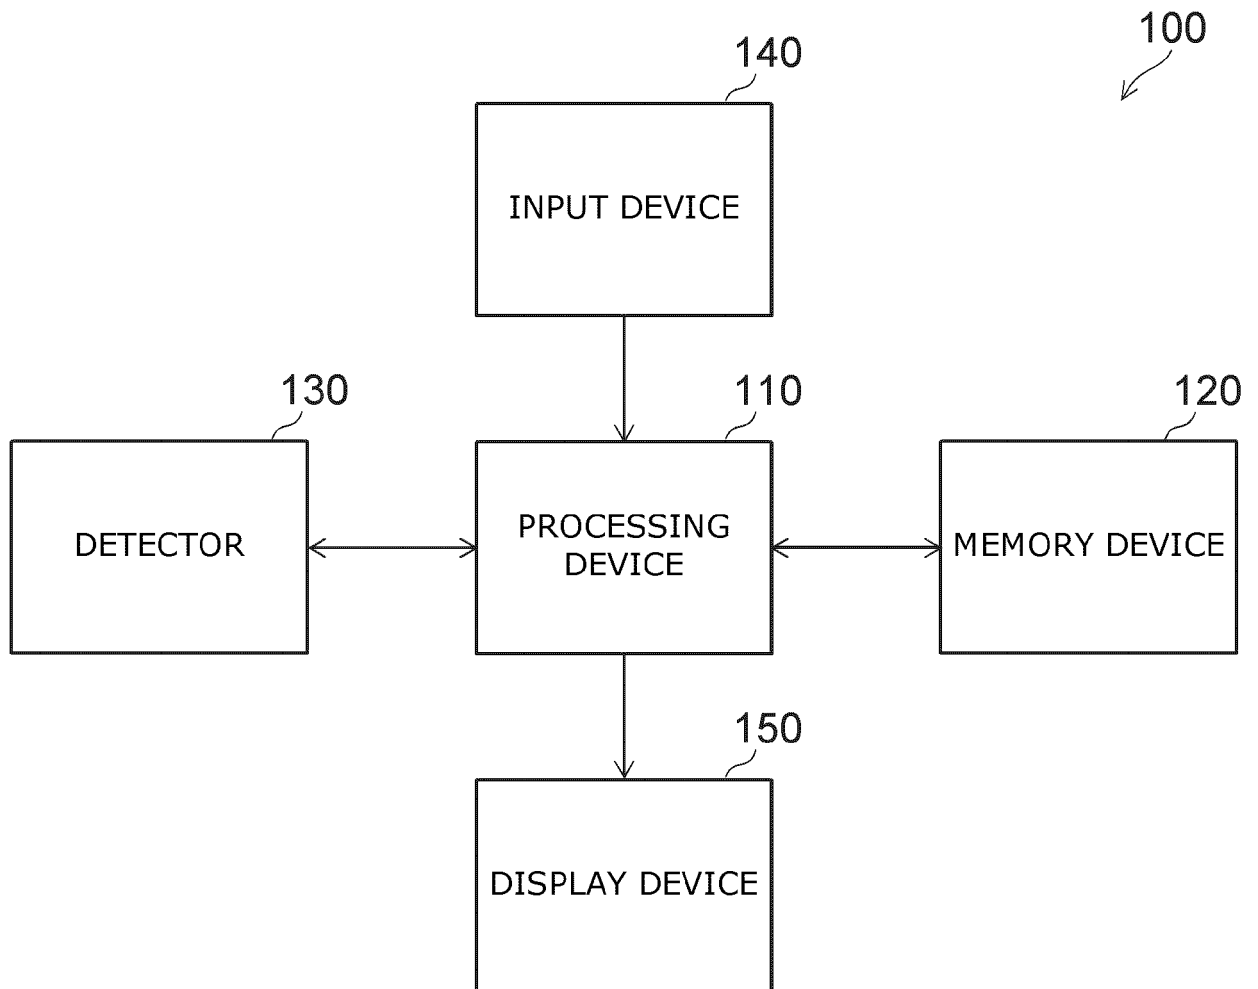 100
140
INPUT DEVICE
130
110
120
DETECTOR
PROCESSING
DEVICE
MEMORY DEVICE
150
DISPLAY DEVICE